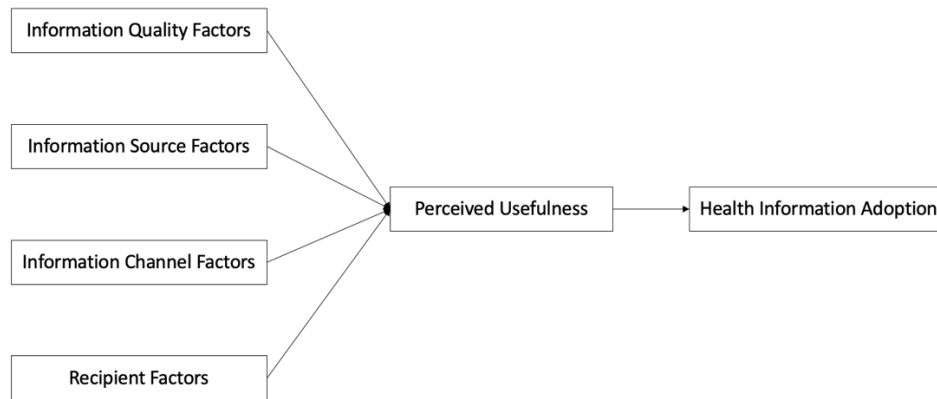 Information Quality Factors
Information Source Factors
Perceived Usefulness
Health Information Adoption
Information Channel Factors
Recipient Factors